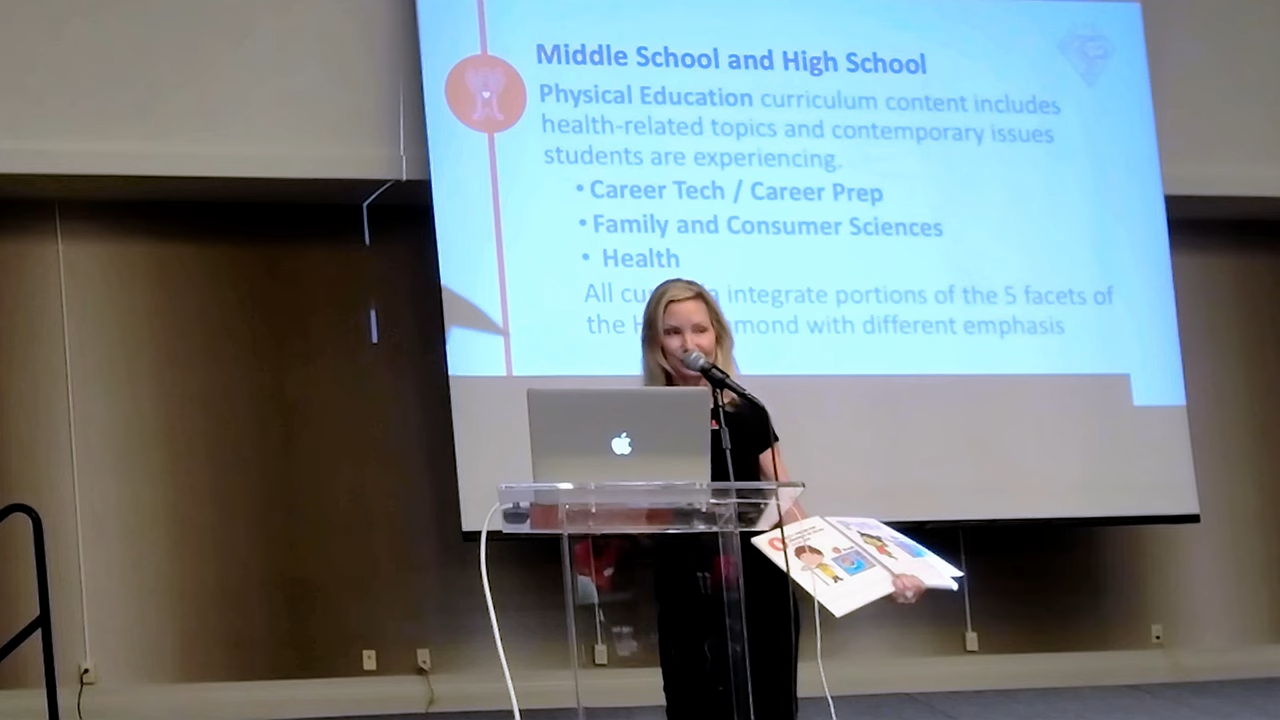 Middle School and High School
Physical Education curriculum content includes
health-related topics and contemporary issues
students are experiencing.
• Career Tech / Career Prep
• Family and Consumer Sciences
• Health
All integrate portions of the 5 facets of
the with different emphasis